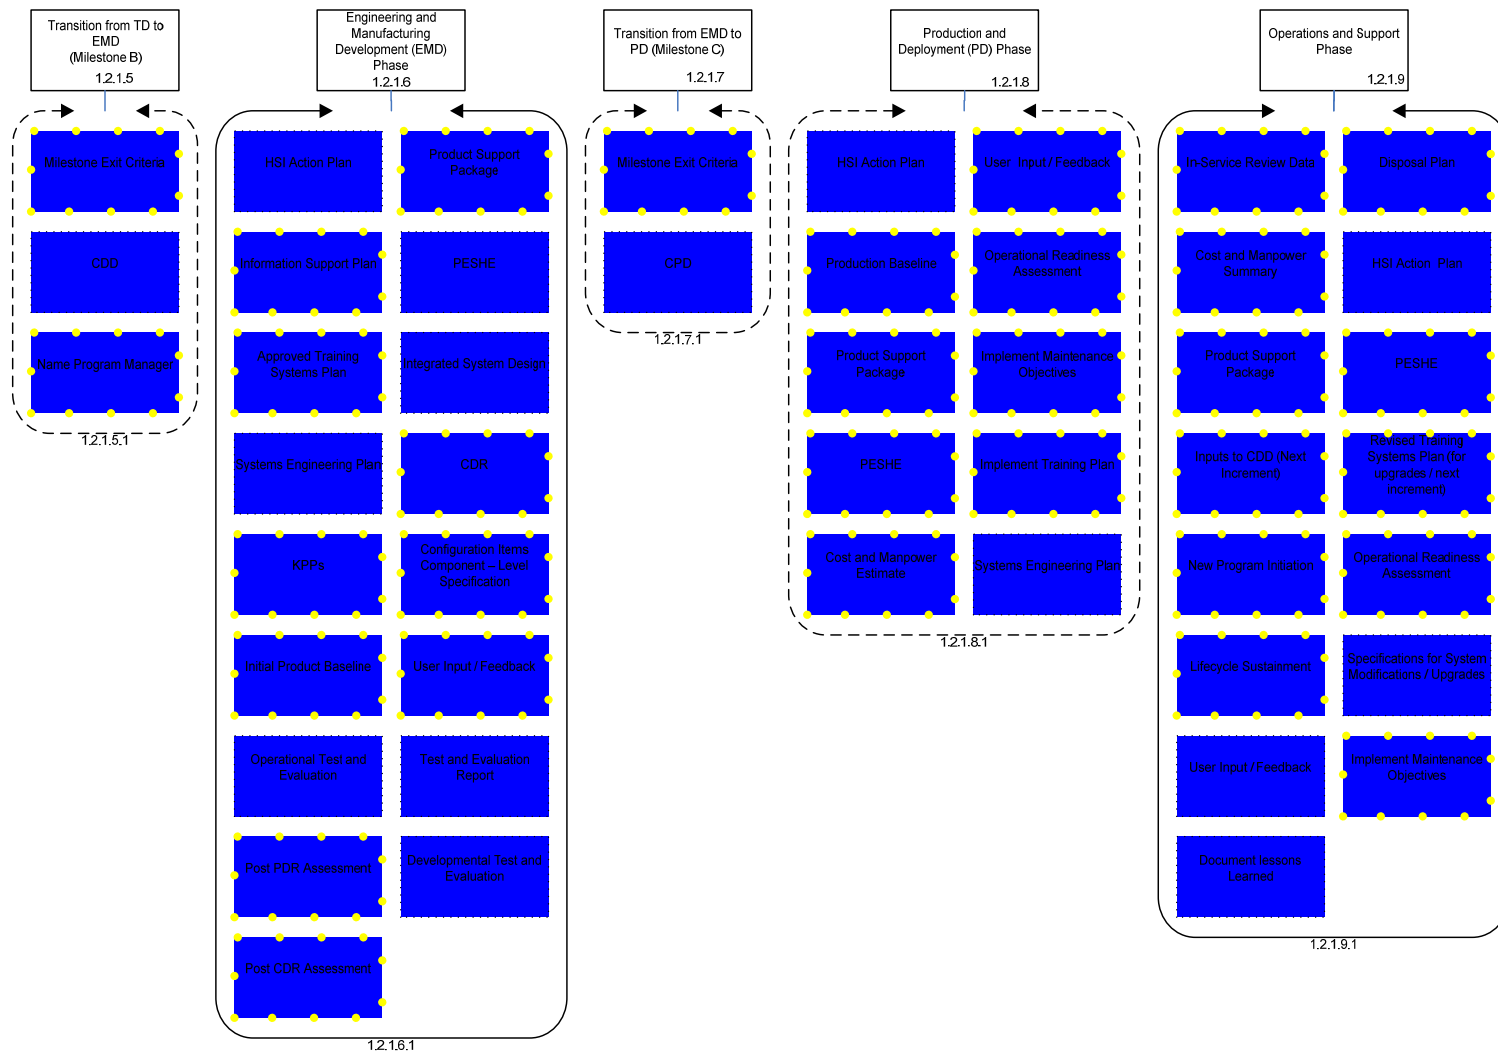 Transition from TD to
EMD
(Milestone B)
1.2.1.5
Milestone Exit Criteria
CDD
Name Program Manager
1.2.1.5.1
Engineering and
Manufacturing
Development (EMD)
Phase
1.2.1.6
HSI Action Plan
Product Support
Package
Information Support Plan
PESHE
Approved Training
Systems Plan
Integrated System Design
Systems Engineering Plan
CDR
KPPs
Configuration Items
Component – Level
Specification
Initial Product Baseline
User Input / Feedback
Operational Test and
Evaluation
Test and Evaluation
Report
Post PDR Assessment
Developmental Test and
Evaluation
Post CDR Assessment
1.2.1.6.1
Transition from EMD to
PD (Milestone C)
1.2.1.7
Milestone Exit Criteria
CPD
1.2.1.7.1
Production and
Deployment (PD) Phase
1.2.1.8
HSI Action Plan
User Input / Feedback
Production Baseline
Operational Readiness
Assessment
Product Support
Package
Implement Maintenance
Objectives
PESHE
Implement Training Plan
Cost and Manpower
Estimate
Systems Engineering Plan
1.2.1.8.1
Operations and Support
Phase
1.2.1.9
In-Service Review Data
Disposal Plan
Cost and Manpower
Summary
HSI Action Plan
Product Support
Package
PESHE
Inputs to CDD (Next
Increment)
Revised Training
Systems Plan (for
upgrades / next
increment)
New Program Initiation
Operational Readiness
Assessment
Lifecycle Sustainment
Specifications for System
Modifications / Upgrades
User Input / Feedback
Implement Maintenance
Objectives
Document lessons
Learned
1.2.1.9.1